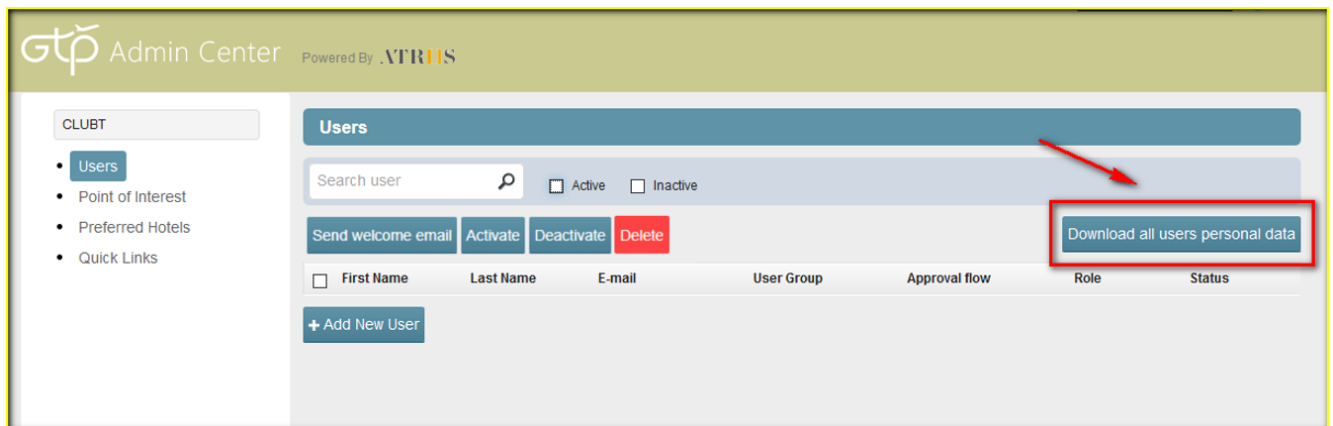 Gtp Admin Center Powered By ATRIIS
CLUBT
Users
Point of Interest
Preferred Hotels
Quick Links
Users
Search user Active Inactive
Send welcome email Activate Deactivate Delete Download all users personal data
First Name Last Name E-mail User Group Approval flow Role Status
+ Add New User